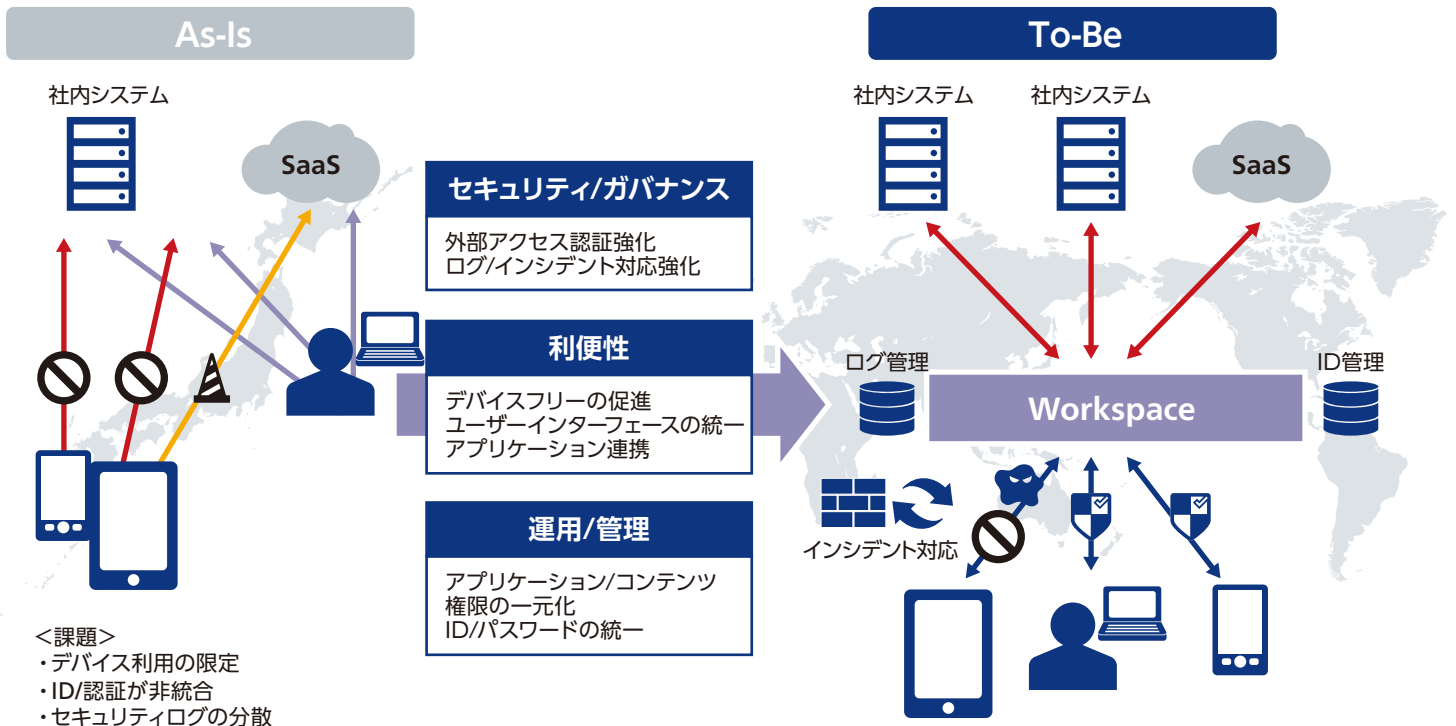 As-Is
社内システム
SaaS
<課題>
・デバイス利用の限定
・ID/認証が非統合
・セキュリティログの分散
セキュリティ/ガバナンス
外部アクセス認証強化
ログ/インシデント対応強化
利便性
デバイスフリーの促進
ユーザーインターフェースの統一
アプリケーション連携
運用/管理
アプリケーション/コンテンツ
権限の一元化
ID/パスワードの統一
To-Be
社内システム
社内システム
SaaS
ログ管理
Workspace
ID管理
インシデント対応